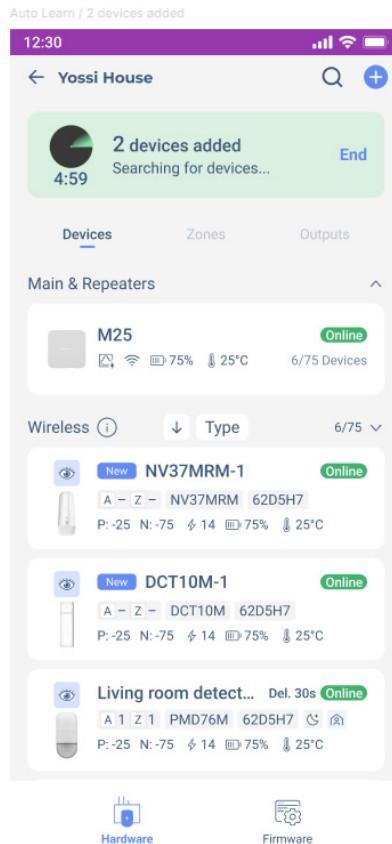 Auto Learn / 2 devices added
12:30
Yossi House
2 devices added
Searching for devices...
End
4:59
Devices Zones Outputs
Main & Repeaters
M25 Online
75% 25°C 6/75 Devices
Wireless Type 6/75
New NV37MRM-1 Online
A – Z – NV37MRM 62D5H7
P: -25 N: -75 14 75% 25°C
New DCT10M-1 Online
A – Z – DCT10M 62D5H7
P: -25 N: -75 14 75% 25°C
Living room detect... Del. 30s Online
A 1 Z 1 PMD76M 62D5H7
P: -25 N: -75 14 75% 25°C
Hardware Firmware